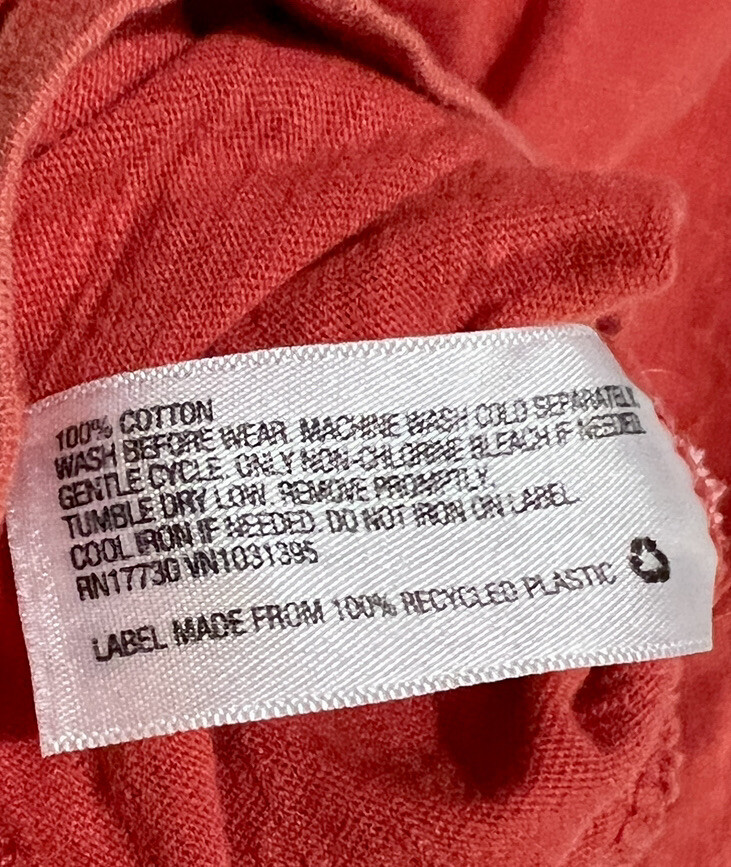 100% COTTON
WASH BEFORE WEAR. MACHINE WASH COLD SEPARATELY,
GENTLE CYCLE. ONLY NON-CHLORINE BLEACH IF NEEDED.
TUMBLE DRY LOW. REMOVE PROMPTLY.
COOL IRON IF NEEDED. DO NOT IRON ON LABEL.
RN17730 VN1031395
LABEL MADE FROM 100% RECYCLED PLASTIC